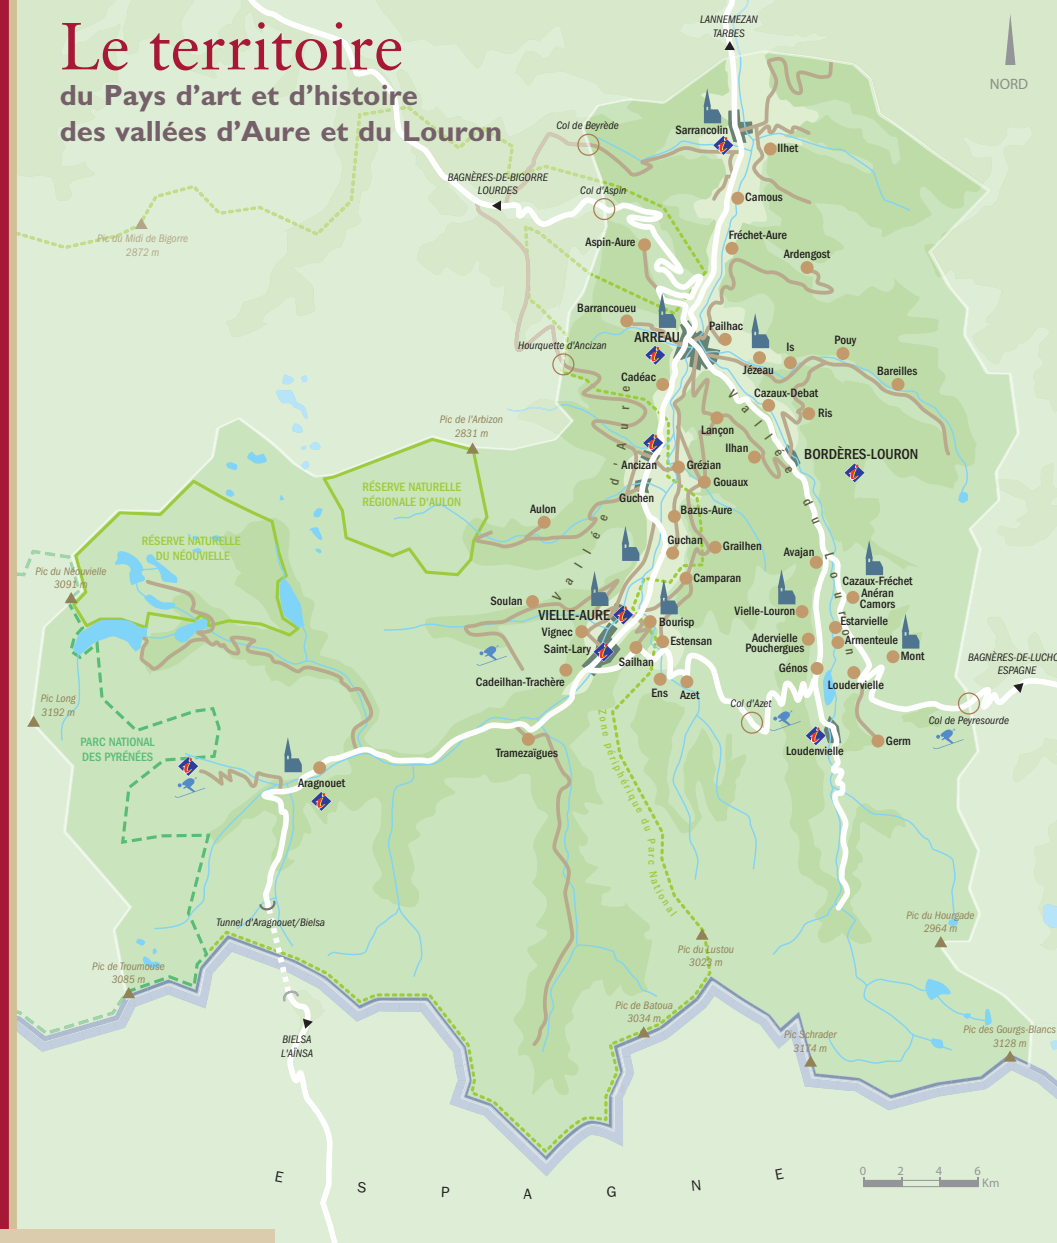 Le territoire
du Pays d'art et d'histoire
des vallées d'Aure et du Louron
LANNEMEZAN
TARBES
NORD
Col de Beyrède
Sarrancolin
Ilhet
BAGNÈRES-DE-BIGORRE
LOURDES
Col d'Aspin
Camous
Pic du Midi de Bigorre
2872 m
Aspin-Aure
Fréchet-Aure
Ardengost
Barrancoueu
ARREAU
Pailhac
Hourquette d'Ancizan
Jézeau
Is
Pouy
Bareilles
Cadéac
Cazaux-Debat
Ris
Pic de l'Arbizon
2831 m
Lançon
Ilhan
BORDÈRES-LOURON
Vallée d'Aure
Vallée du Louron
Ancizan
Grézian
Gouaux
RÉSERVE NATURELLE
RÉGIONALE D'AULON
Guchen
Aulon
Bazus-Aure
RÉSERVE NATURELLE
DU NÉOUVIELLE
Guchan
Grailhen
Avajan
Pic du Néouvielle
3091 m
Camparan
Cazaux-Fréchet
Anéran
Camors
Soulan
VIELLE-AURE
Vielle-Louron
Bourisp
Estarvielle
Vignec
Estensan
Adervielle
Pouchergues
Armenteule
Saint-Lary
Sailhan
Mont
BAGNÈRES-DE-LUCHO
ESPAGNE
Cadeilhan-Trachère
Génos
Loudervielle
Ens
Azet
Pic Long
3192 m
Col d'Azet
Col de Peyresourde
PARC NATIONAL
DES PYRÉNÉES
Tramezaïgues
Loudenvielle
Germ
Zone périphérique du Parc National
Aragnouet
Tunnel d'Aragnouet/Bielsa
Pic du Hourgade
2964 m
Pic de Troumouse
3085 m
Pic du Lustou
3023 m
Pic de Batoua
3034 m
BIELSA
L'AÏNSA
Pic Schrader
3174 m
Pic des Gourgs-Blancs
3128 m
ESPAGNE
0 2 4 6
Km